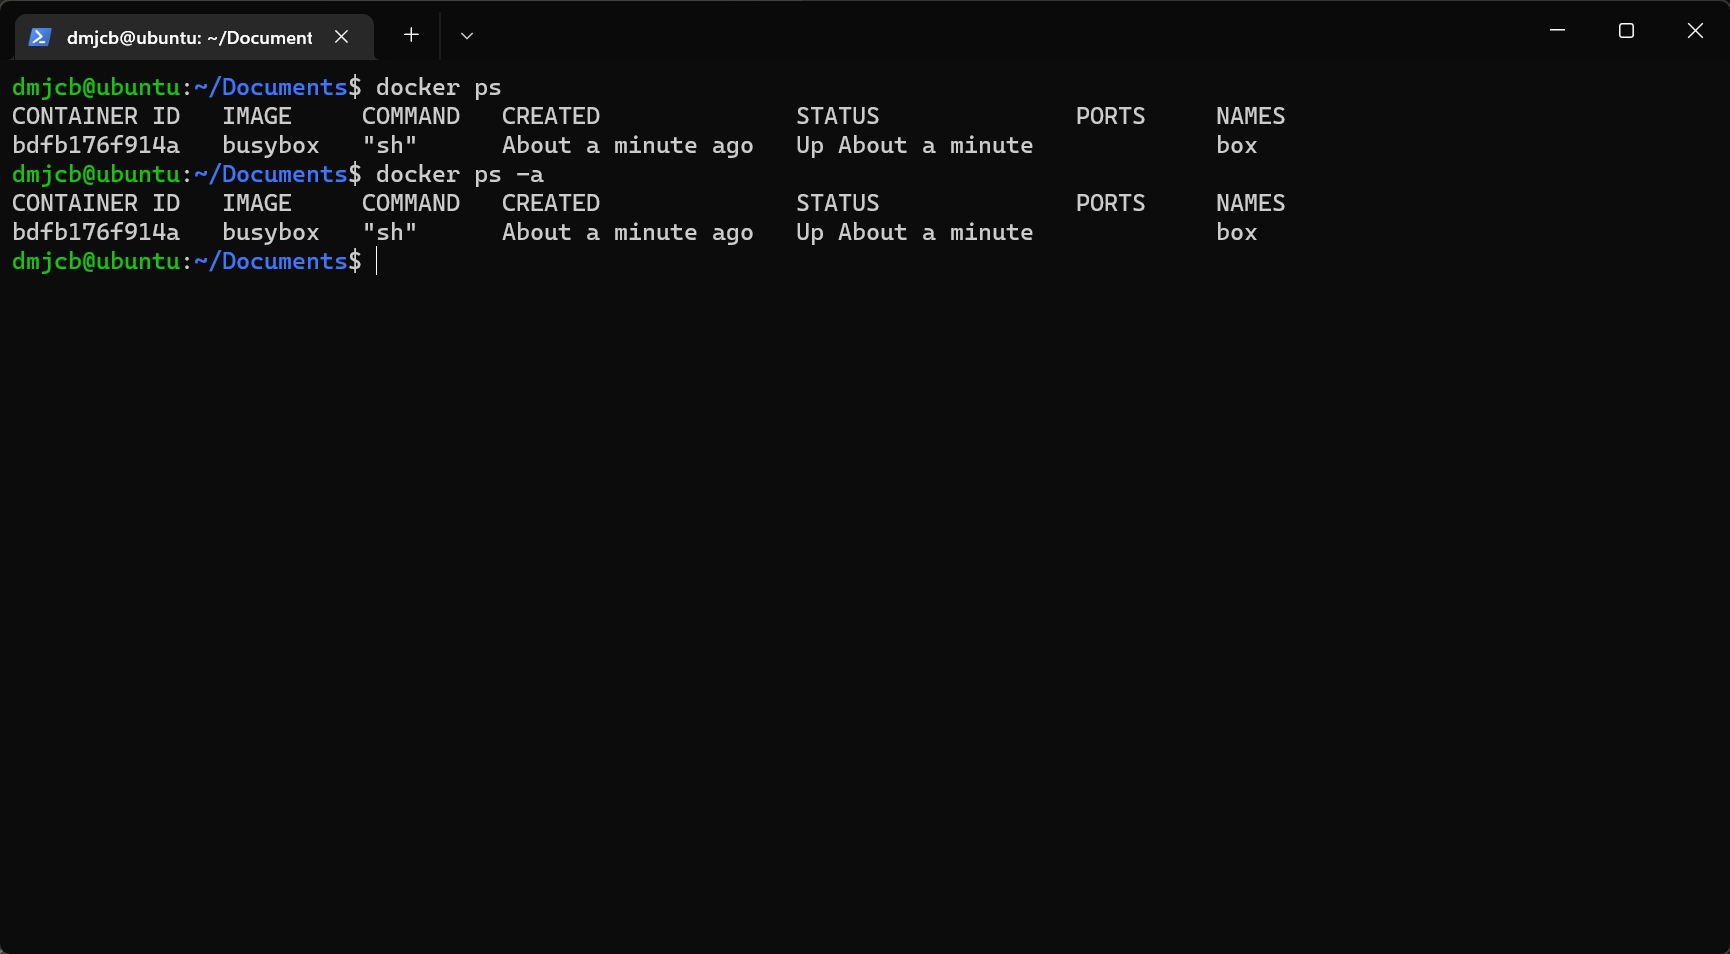 dmjcb@ubuntu: ~/Document
dmjcb@ubuntu:~/Documents$ docker ps
CONTAINER ID   IMAGE     COMMAND   CREATED              STATUS              PORTS     NAMES
bdfb176f914a   busybox   "sh"      About a minute ago   Up About a minute             box
dmjcb@ubuntu:~/Documents$ docker ps -a
CONTAINER ID   IMAGE     COMMAND   CREATED              STATUS              PORTS     NAMES
bdfb176f914a   busybox   "sh"      About a minute ago   Up About a minute             box
dmjcb@ubuntu:~/Documents$